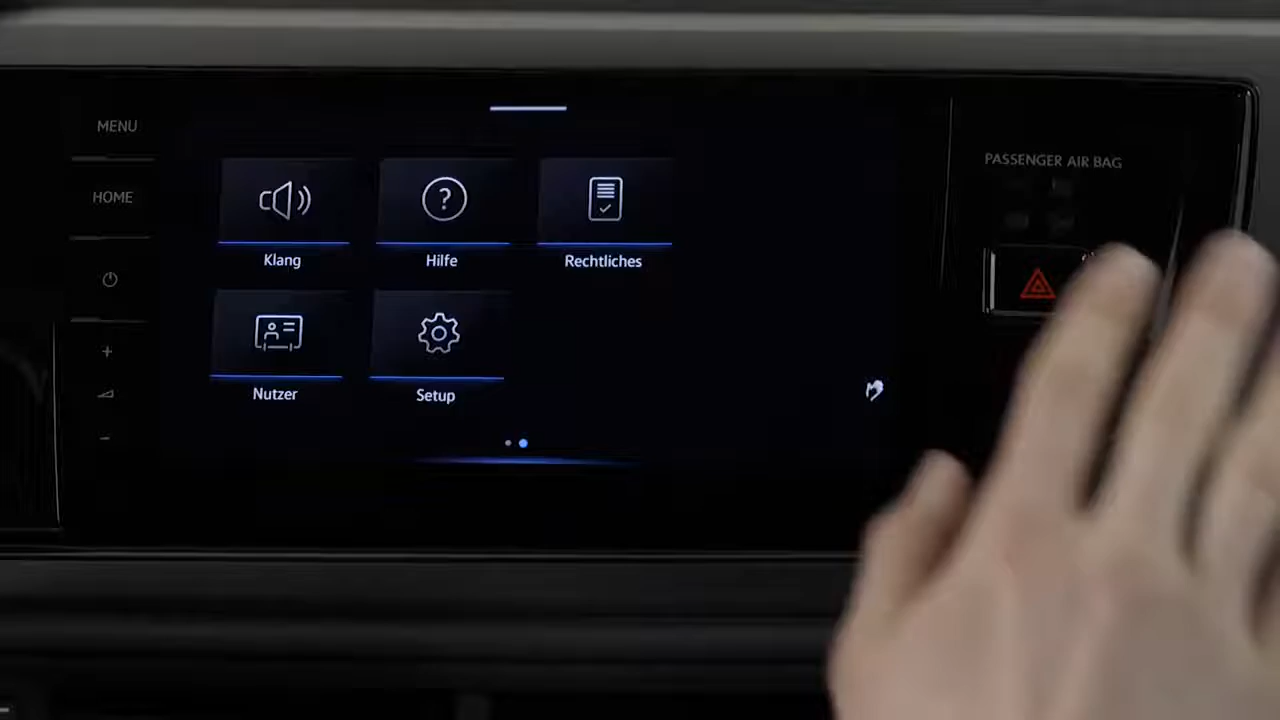 MENU
HOME
PASSENGER AIR BAG
Klang
Hilfe
Rechtliches
Nutzer
Setup